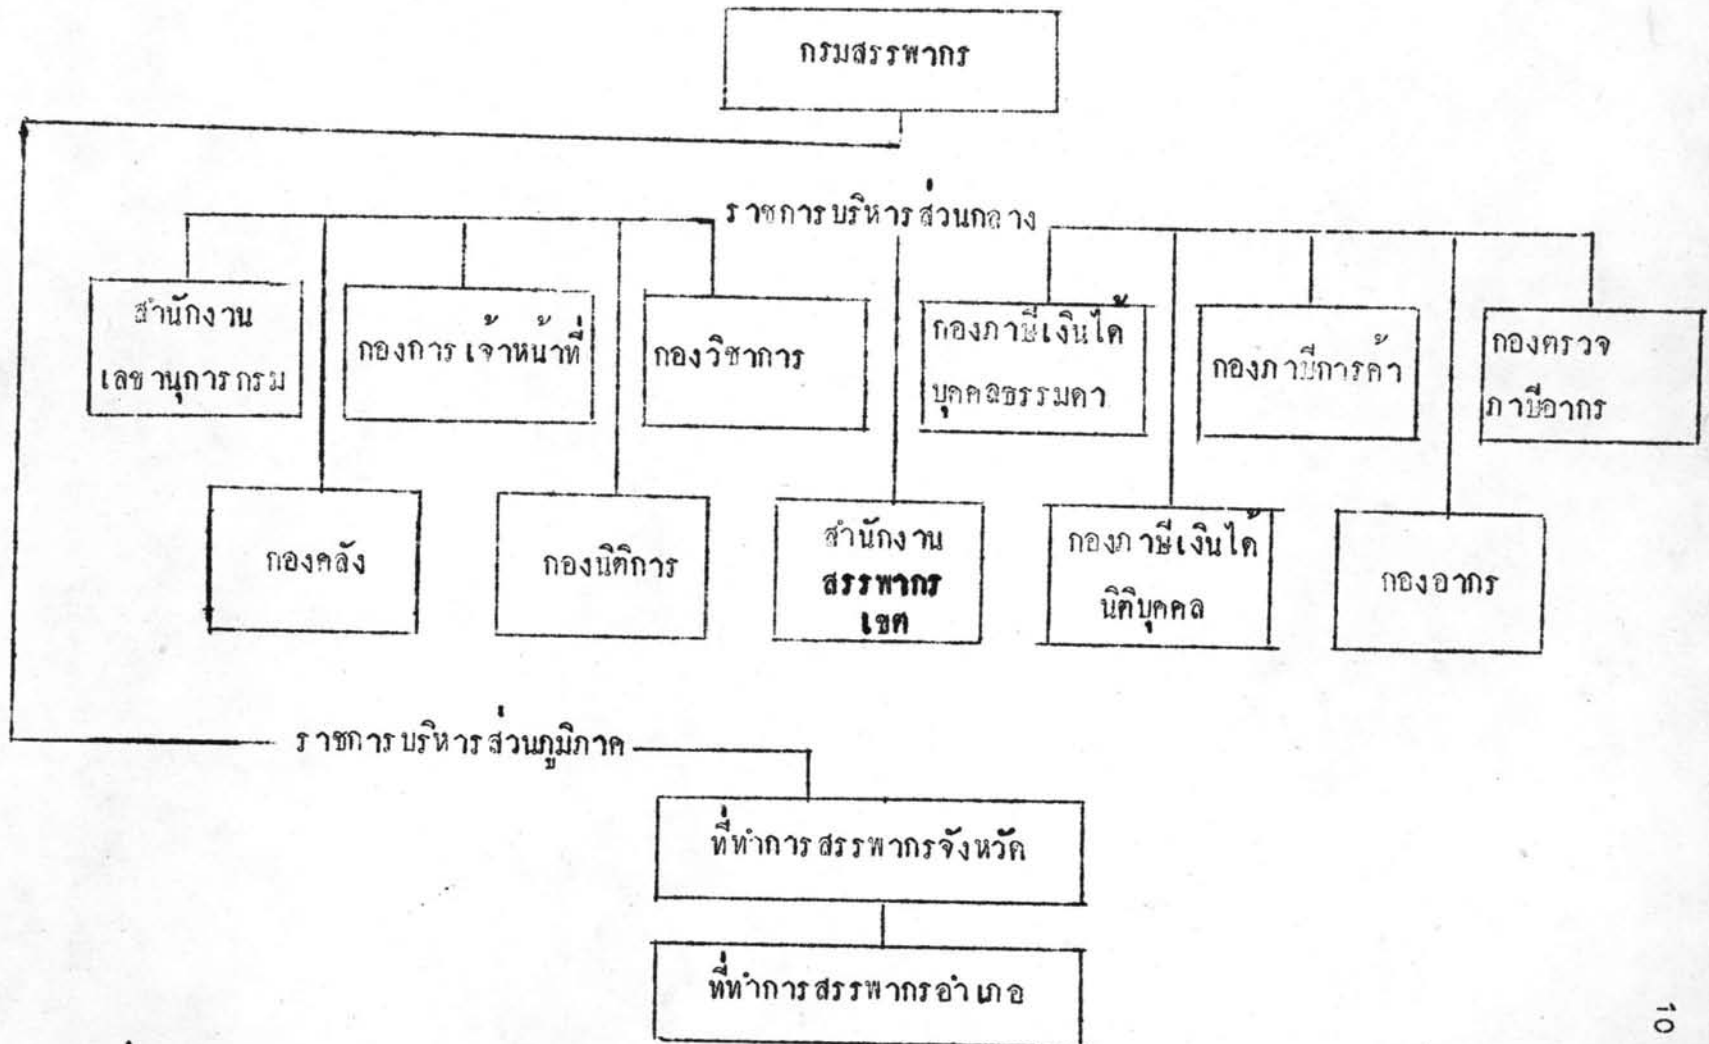 กรมสรรพากร
ราชการบริหารส่วนกลาง
สำนักงาน
เลขานุการกรม
กองการเจ้าหน้าที่
กองวิชาการ
กองภาษีเงินได้
บุคคลธรรมดา
กองภาษีการค้า
กองตรวจ
ภาษีอากร
กองคลัง
กองนิติการ
สำนักงาน
สรรพากร
เขต
กองภาษีเงินได้
นิติบุคคล
กองอากร
ราชการบริหารส่วนภูมิภาค
ที่ทำการสรรพากรจังหวัด
ที่ทำการสรรพากรอำเภอ
10